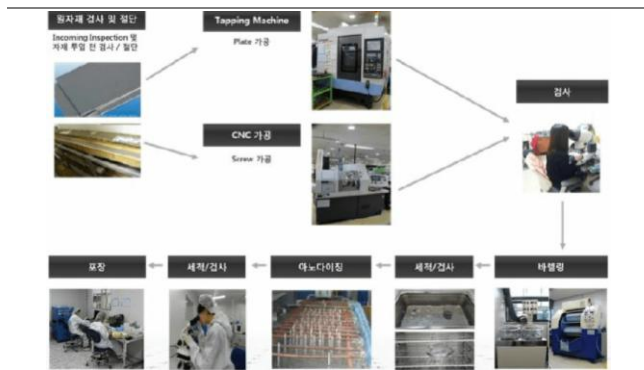 원자재 검사 및 절단
Incoming Inspection 및
자재 투입 전 검사 / 절단
Tapping Machine
Plate 가공
CNC 가공
Screw 가공
검사
포장
세척/검사
아노다이징
세척/검사
바렐링